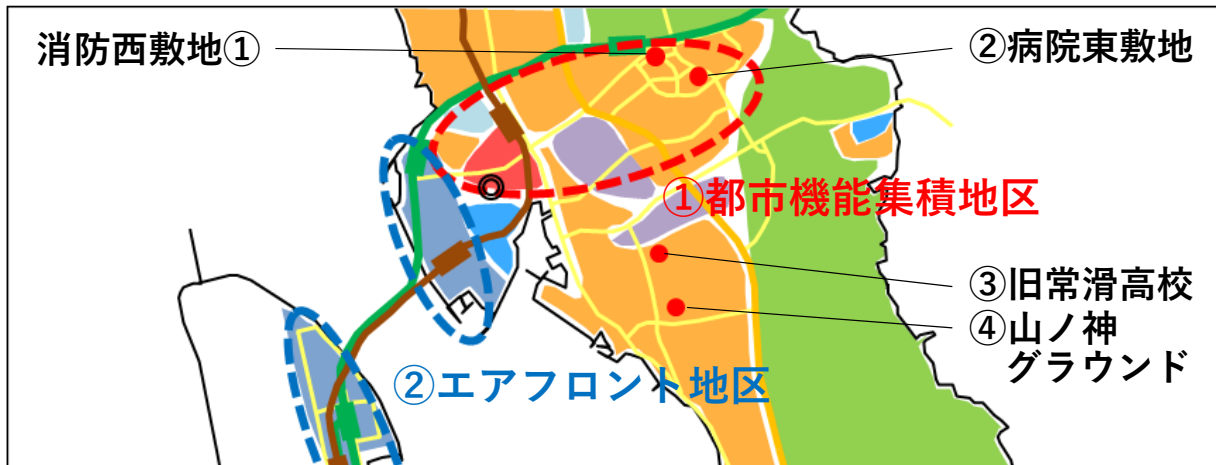 消防西敷地①
②病院東敷地
①都市機能集積地区
③旧常滑高校
④山ノ神
グラウンド
②エアフロント地区